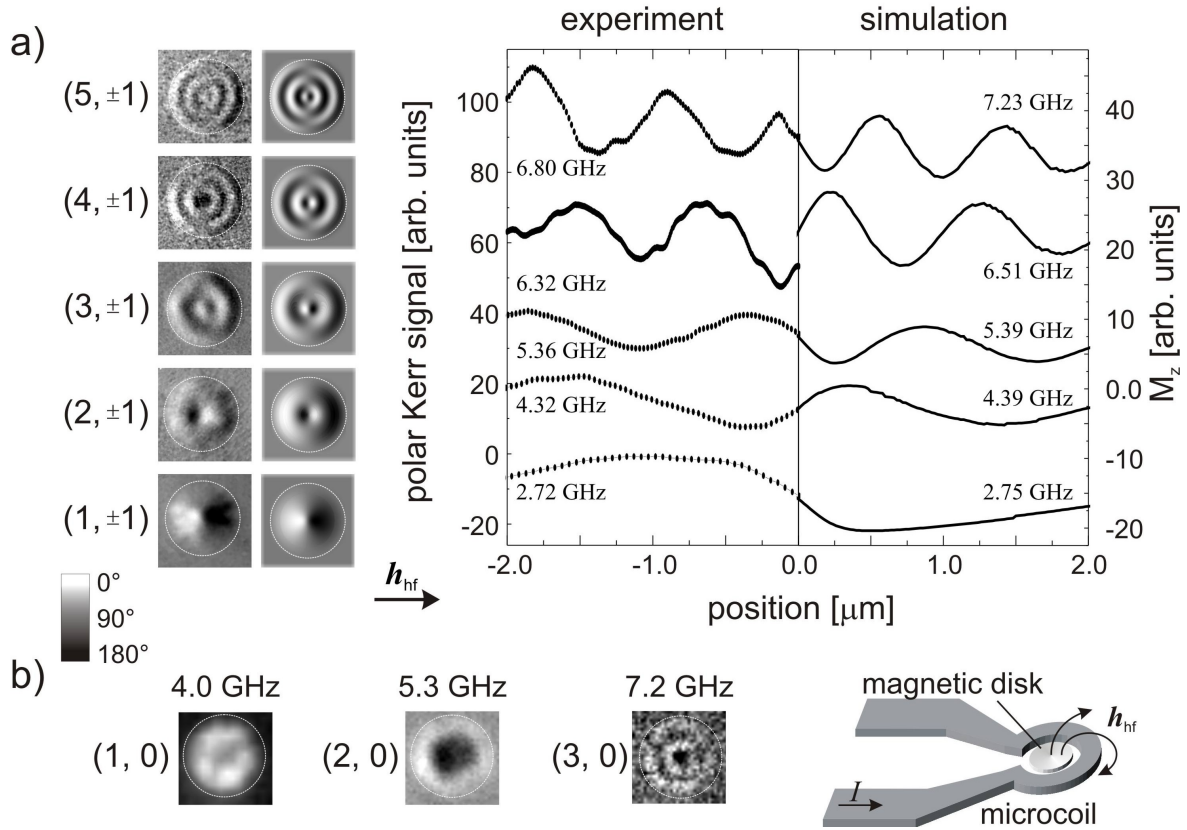 a)
experiment
simulation
(5, ±1)
(4, ±1)
(3, ±1)
(2, ±1)
(1, ±1)
0°
90°
180°
h_hf
polar Kerr signal [arb. units]
100
80
60
40
20
0
-20
6.80 GHz
6.32 GHz
5.36 GHz
4.32 GHz
2.72 GHz
7.23 GHz
6.51 GHz
5.39 GHz
4.39 GHz
2.75 GHz
40
30
20
10
0.0
-10
-20
M_z [arb. units]
-2.0 -1.0 0.0 1.0 2.0
position [μm]
b)
4.0 GHz
5.3 GHz
7.2 GHz
(1, 0)
(2, 0)
(3, 0)
magnetic disk
h_hf
I
microcoil